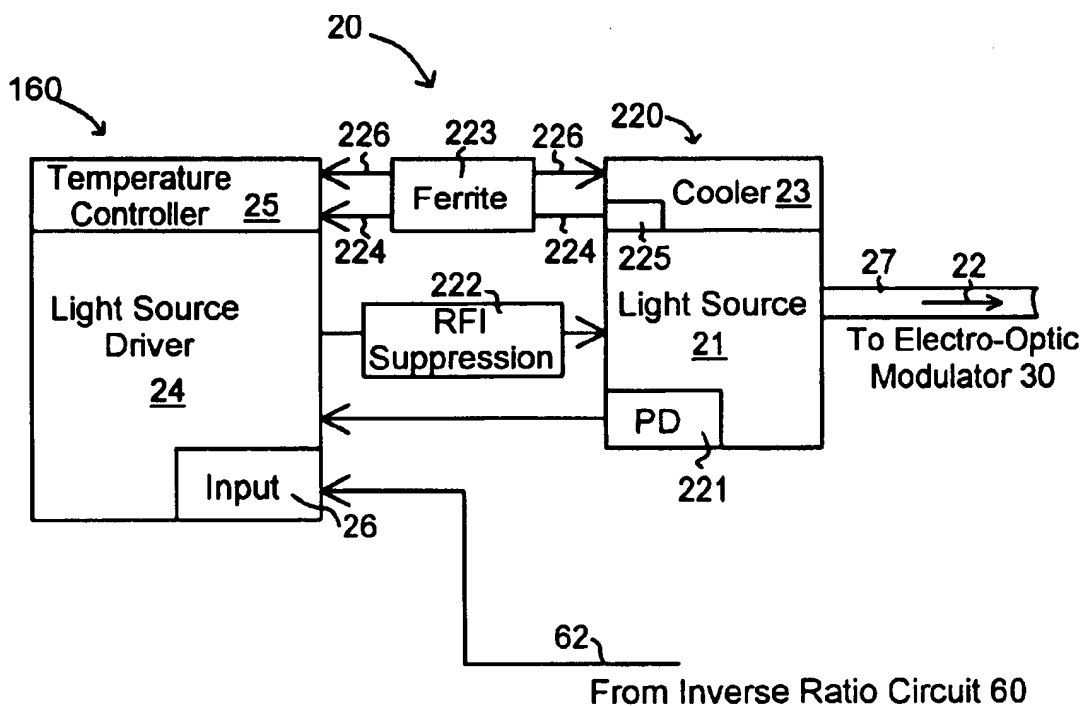 20
160
220
226
223
226
Temperature
Controller 25
Ferrite
Cooler 23
224
224
225
Light Source
Driver
24
222
RFI
Suppression
Light Source
21
27
22
To Electro-Optic
Modulator 30
PD
221
Input
26
62
From Inverse Ratio Circuit 60